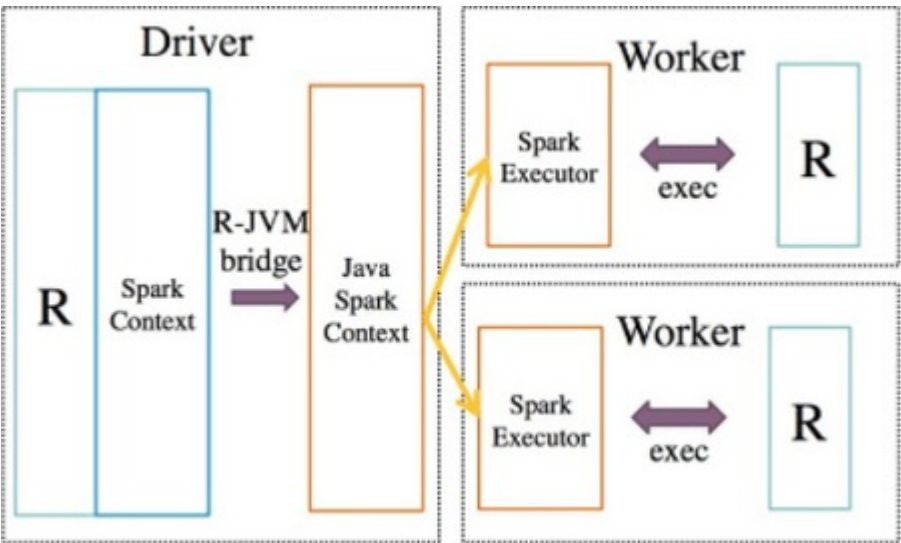 Driver
R
Spark
Context
R-JVM
bridge
Java
Spark
Context
Worker
Spark
Executor
exec
R
Worker
Spark
Executor
exec
R